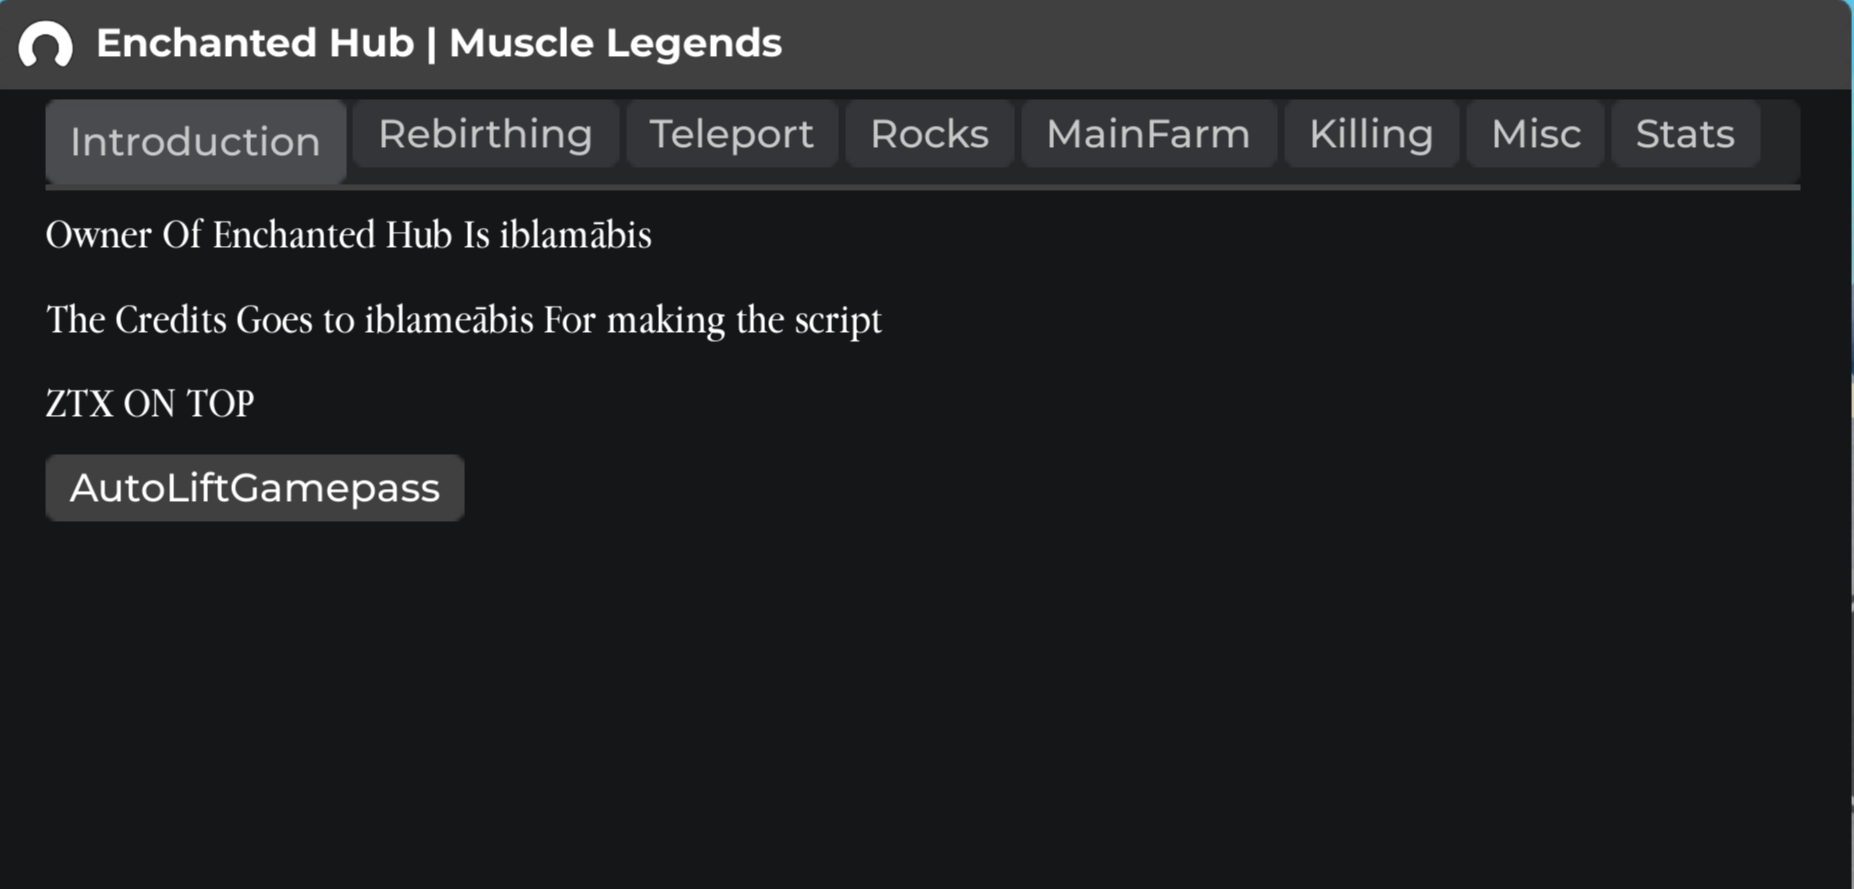 Enchanted Hub | Muscle Legends
Introduction Rebirthing Teleport Rocks MainFarm Killing Misc Stats
Owner Of Enchanted Hub Is iblamābis
The Credits Goes to iblameābis For making the script
ZTX ON TOP
AutoLiftGamepass